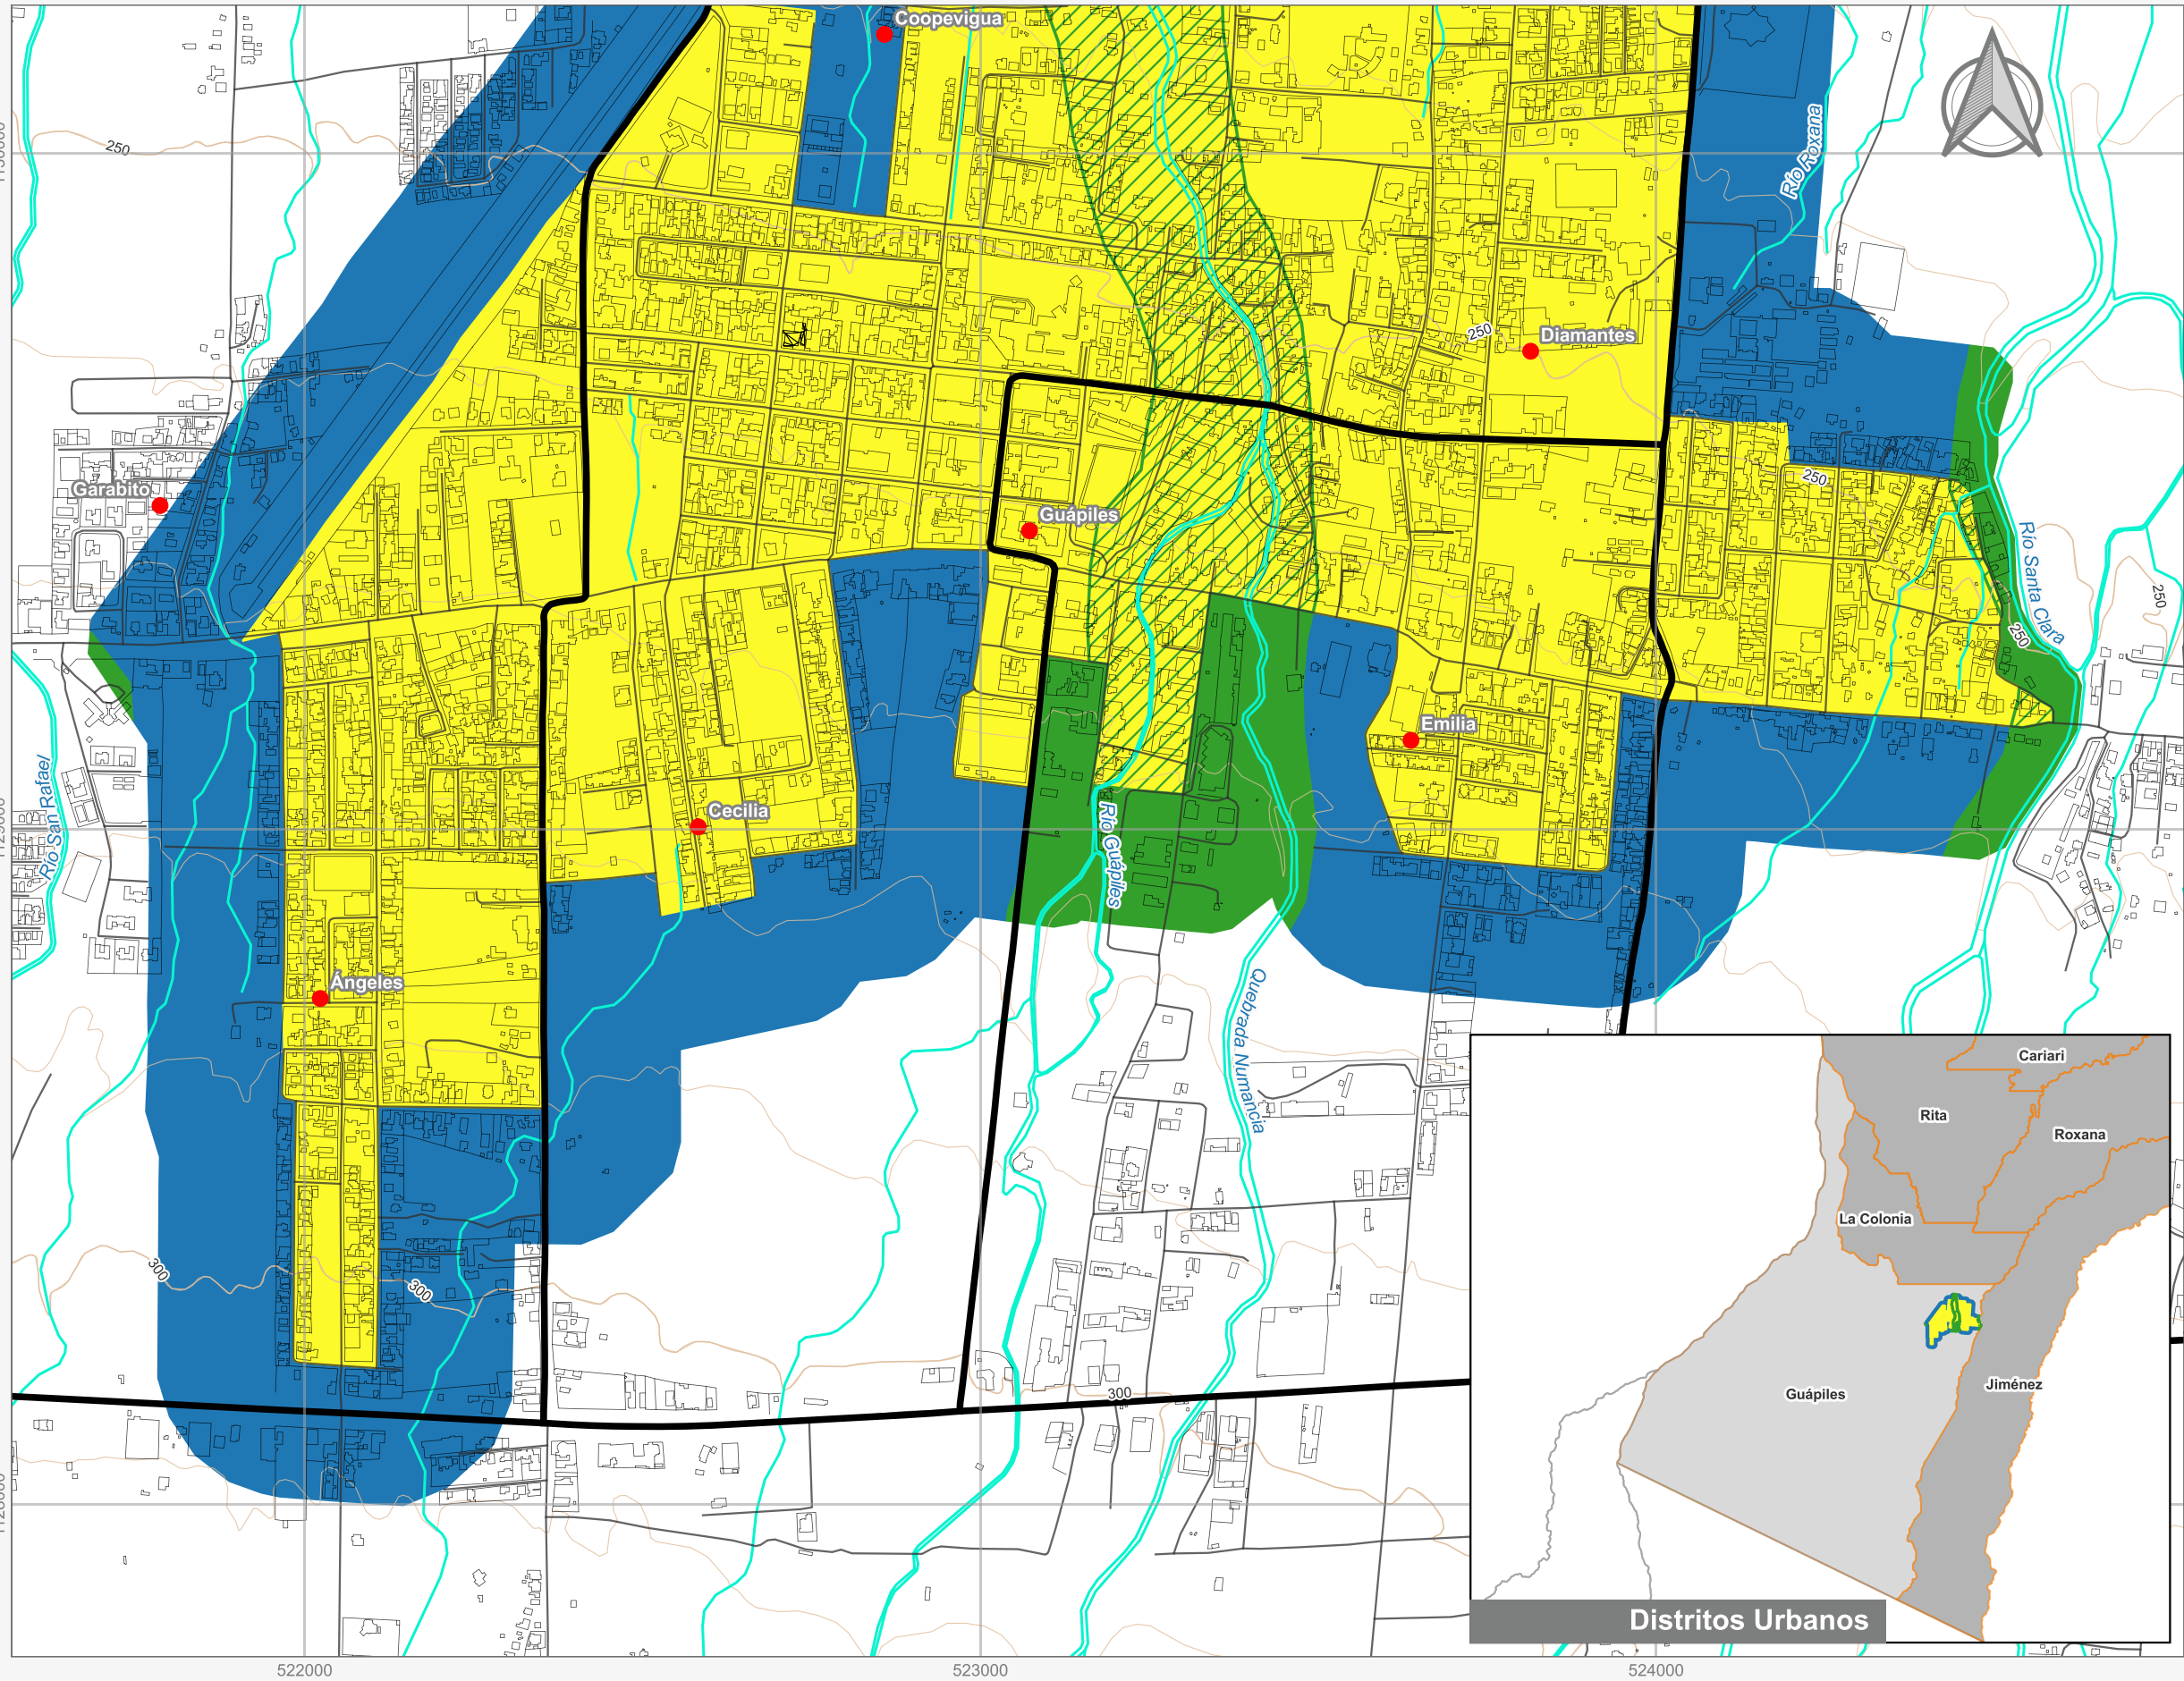 Coopevigua
250
Río Roxana
Diamantes
250
Garabito
Guápiles
250
Río Santa Clara
250
250
Emilia
Cecilia
Río San Rafael
Río Guápiles
Ángeles
Quebrada Numancia
300
300
300
Cariari
Rita
Roxana
La Colonia
Guápiles
Jiménez
Distritos Urbanos
522000
523000
524000